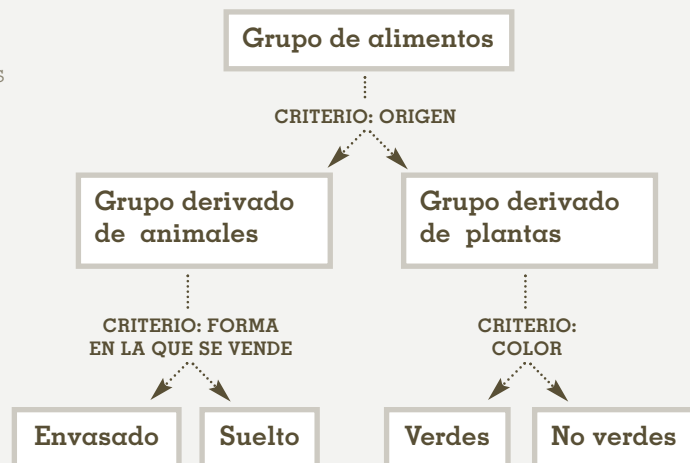 Grupo de alimentos
S
CRITERIO: ORIGEN
Grupo derivado
de animales
Grupo derivado
de plantas
CRITERIO: FORMA
EN LA QUE SE VENDE
CRITERIO:
COLOR
Envasado
Suelto
Verdes
No verdes